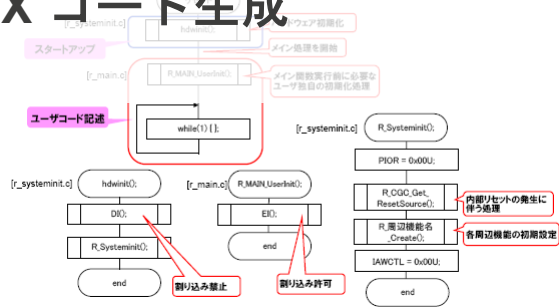 X コード生成
[r_systeminit.c]
hdwinit();
ハードウェア初期化
スタートアップ
メイン処理を開始
[r_main.c]
R_MAIN_UserInit();
メイン関数実行前に必要な
ユーザ独自の初期化処理
ユーザコード記述
while(1) { };
[r_systeminit.c]
R_Systeminit();
PIOR = 0x00U;
R_CGC_Get_
ResetSource();
内部リセットの発生に
伴う処理
R_周辺機能名
_Create();
各周辺機能の初期設定
IAWCTL = 0x00U;
end
[r_systeminit.c]
hdwinit();
DI();
R_Systeminit();
end
割り込み禁止
[r_main.c]
R_MAIN_UserInit();
EI();
end
割り込み許可